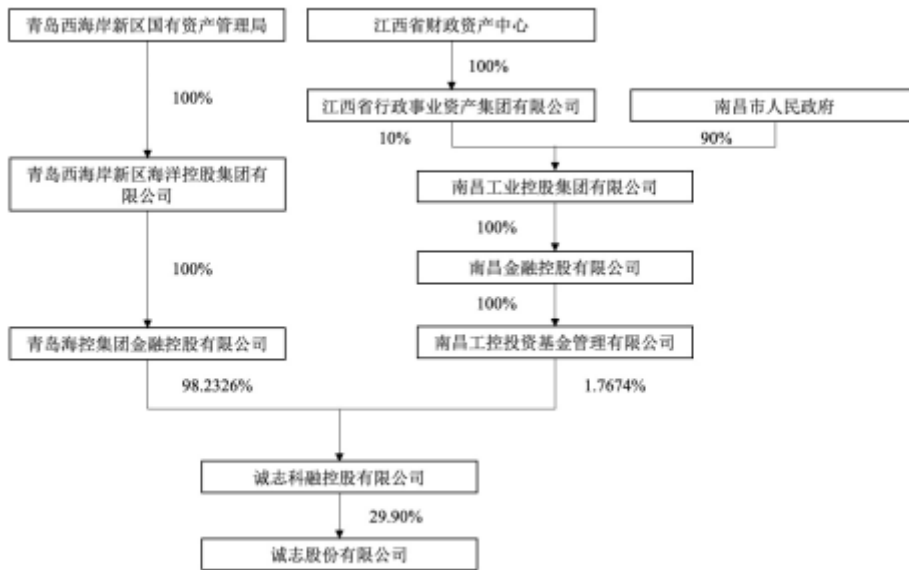 青岛西海岸新区国有资产管理局
江西省财政资产中心
100%
100%
江西省行政事业资产集团有限公司
南昌市人民政府
10%
90%
青岛西海岸新区海洋控股集团有
限公司
南昌工业控股集团有限公司
100%
100%
南昌金融控股有限公司
100%
青岛海控集团金融控股有限公司
南昌工控投资基金管理有限公司
98.2326%
1.7674%
诚志科融控股有限公司
29.90%
诚志股份有限公司